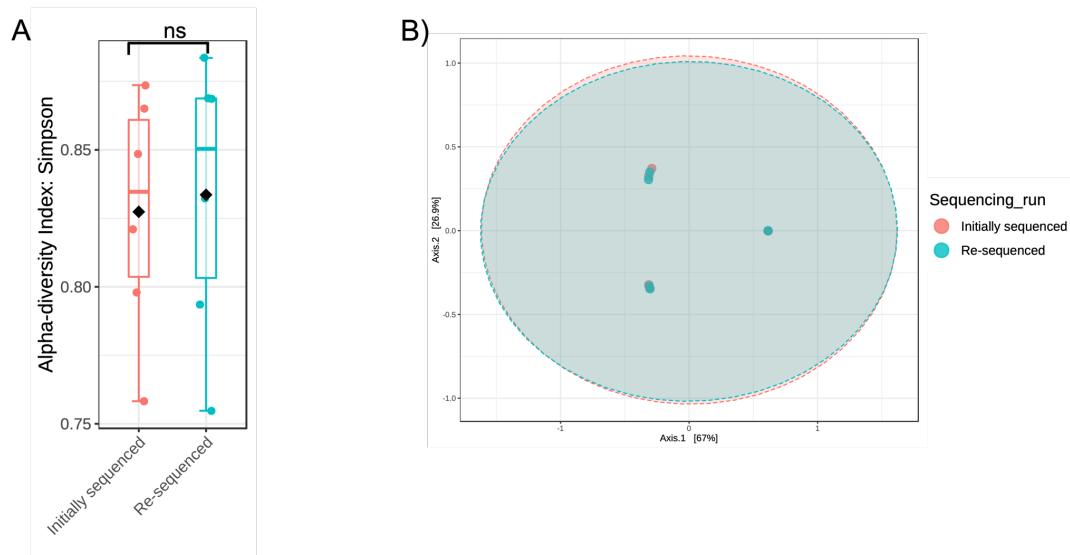 A
ns
Alpha-diversity Index: Simpson
0.85
0.80
0.75
Initially sequenced
Re-sequenced
B)
1.0
0.5
0.0
-0.5
-1.0
Axis.2 [26.9%]
-1
0
1
Axis.1 [67%]
Sequencing_run
Initially sequenced
Re-sequenced